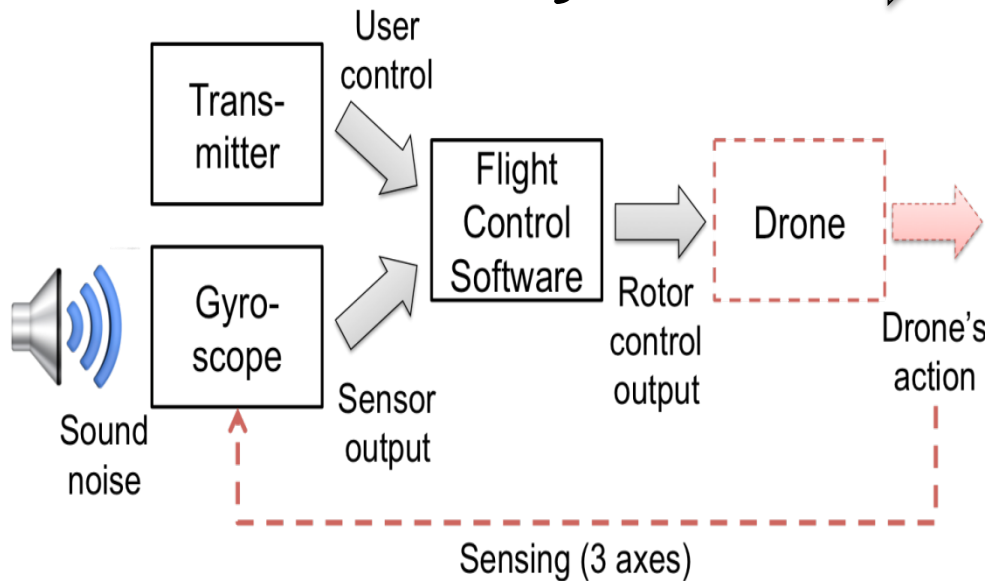 User
control
Trans-
mitter
Flight
Control
Software
Drone
Gyro-
scope
Rotor
control
output
Drone's
action
Sound
noise
Sensor
output
Sensing (3 axes)